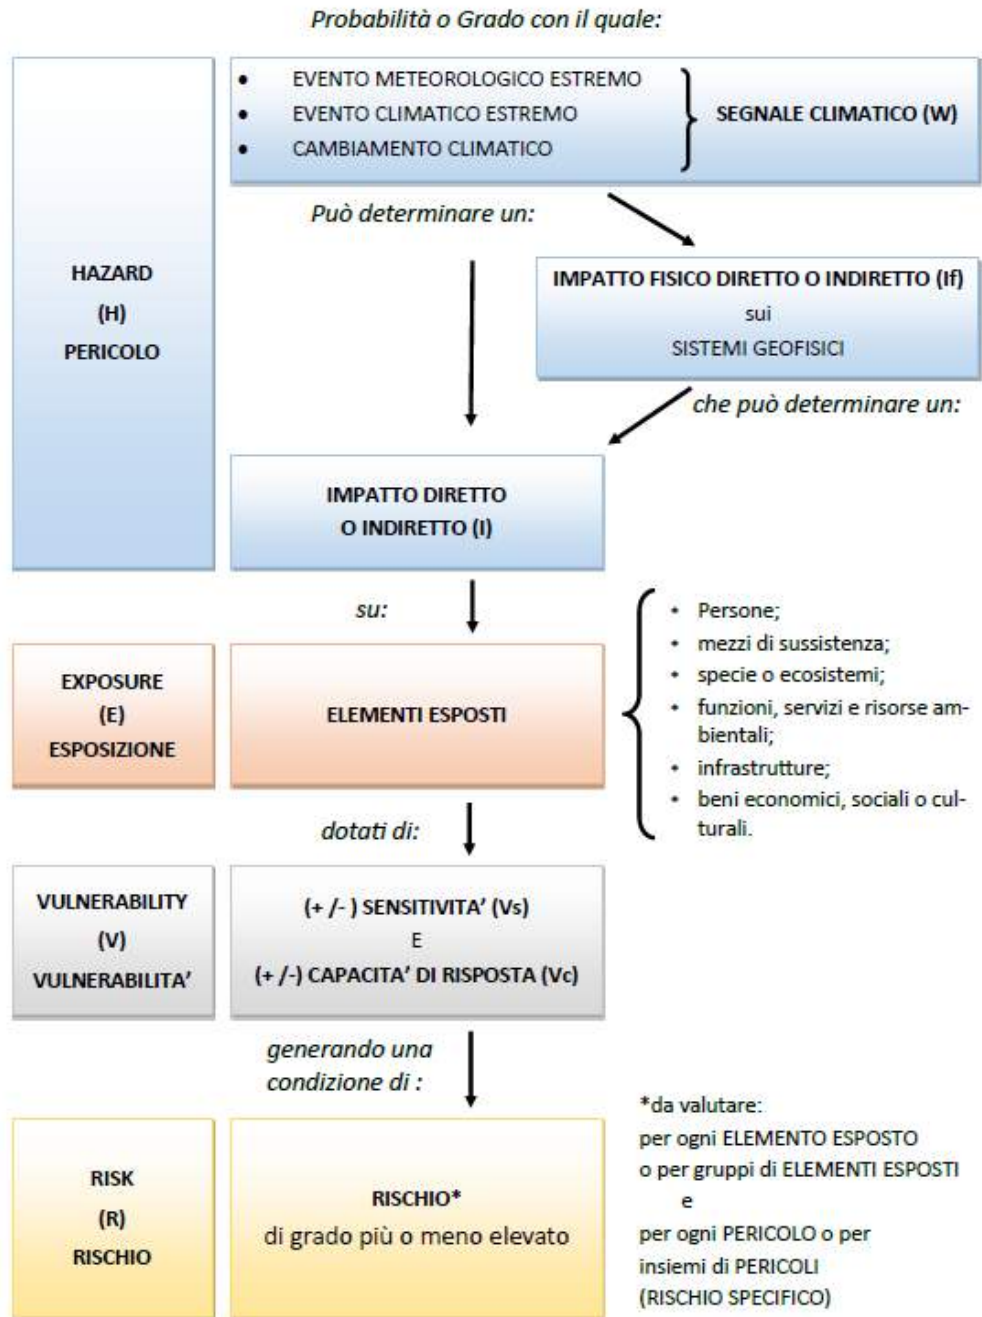 Probabilità o Grado con il quale:
HAZARD
(H)
PERICOLO
• EVENTO METEOROLOGICO ESTREMO
• EVENTO CLIMATICO ESTREMO
• CAMBIAMENTO CLIMATICO
SEGNALE CLIMATICO (W)
Può determinare un:
IMPATTO FISICO DIRETTO O INDIRETTO (If)
sui
SISTEMI GEOFISICI
che può determinare un:
IMPATTO DIRETTO
O INDIRETTO (I)
su:
EXPOSURE
(E)
ESPOSIZIONE
ELEMENTI ESPOSTI
• Persone;
• mezzi di sussistenza;
• specie o ecosistemi;
• funzioni, servizi e risorse am-
bientali;
• infrastrutture;
• beni economici, sociali o cul-
turali.
dotati di:
VULNERABILITY
(V)
VULNERABILITA’
(+ /- ) SENSITIVITA’ (Vs)
E
(+ /-) CAPACITA’ DI RISPOSTA (Vc)
generando una
condizione di :
RISK
(R)
RISCHIO
RISCHIO*
di grado più o meno elevato
*da valutare:
per ogni ELEMENTO ESPOSTO
o per gruppi di ELEMENTI ESPOSTI
e
per ogni PERICOLO o per
insiemi di PERICOLI
(RISCHIO SPECIFICO)